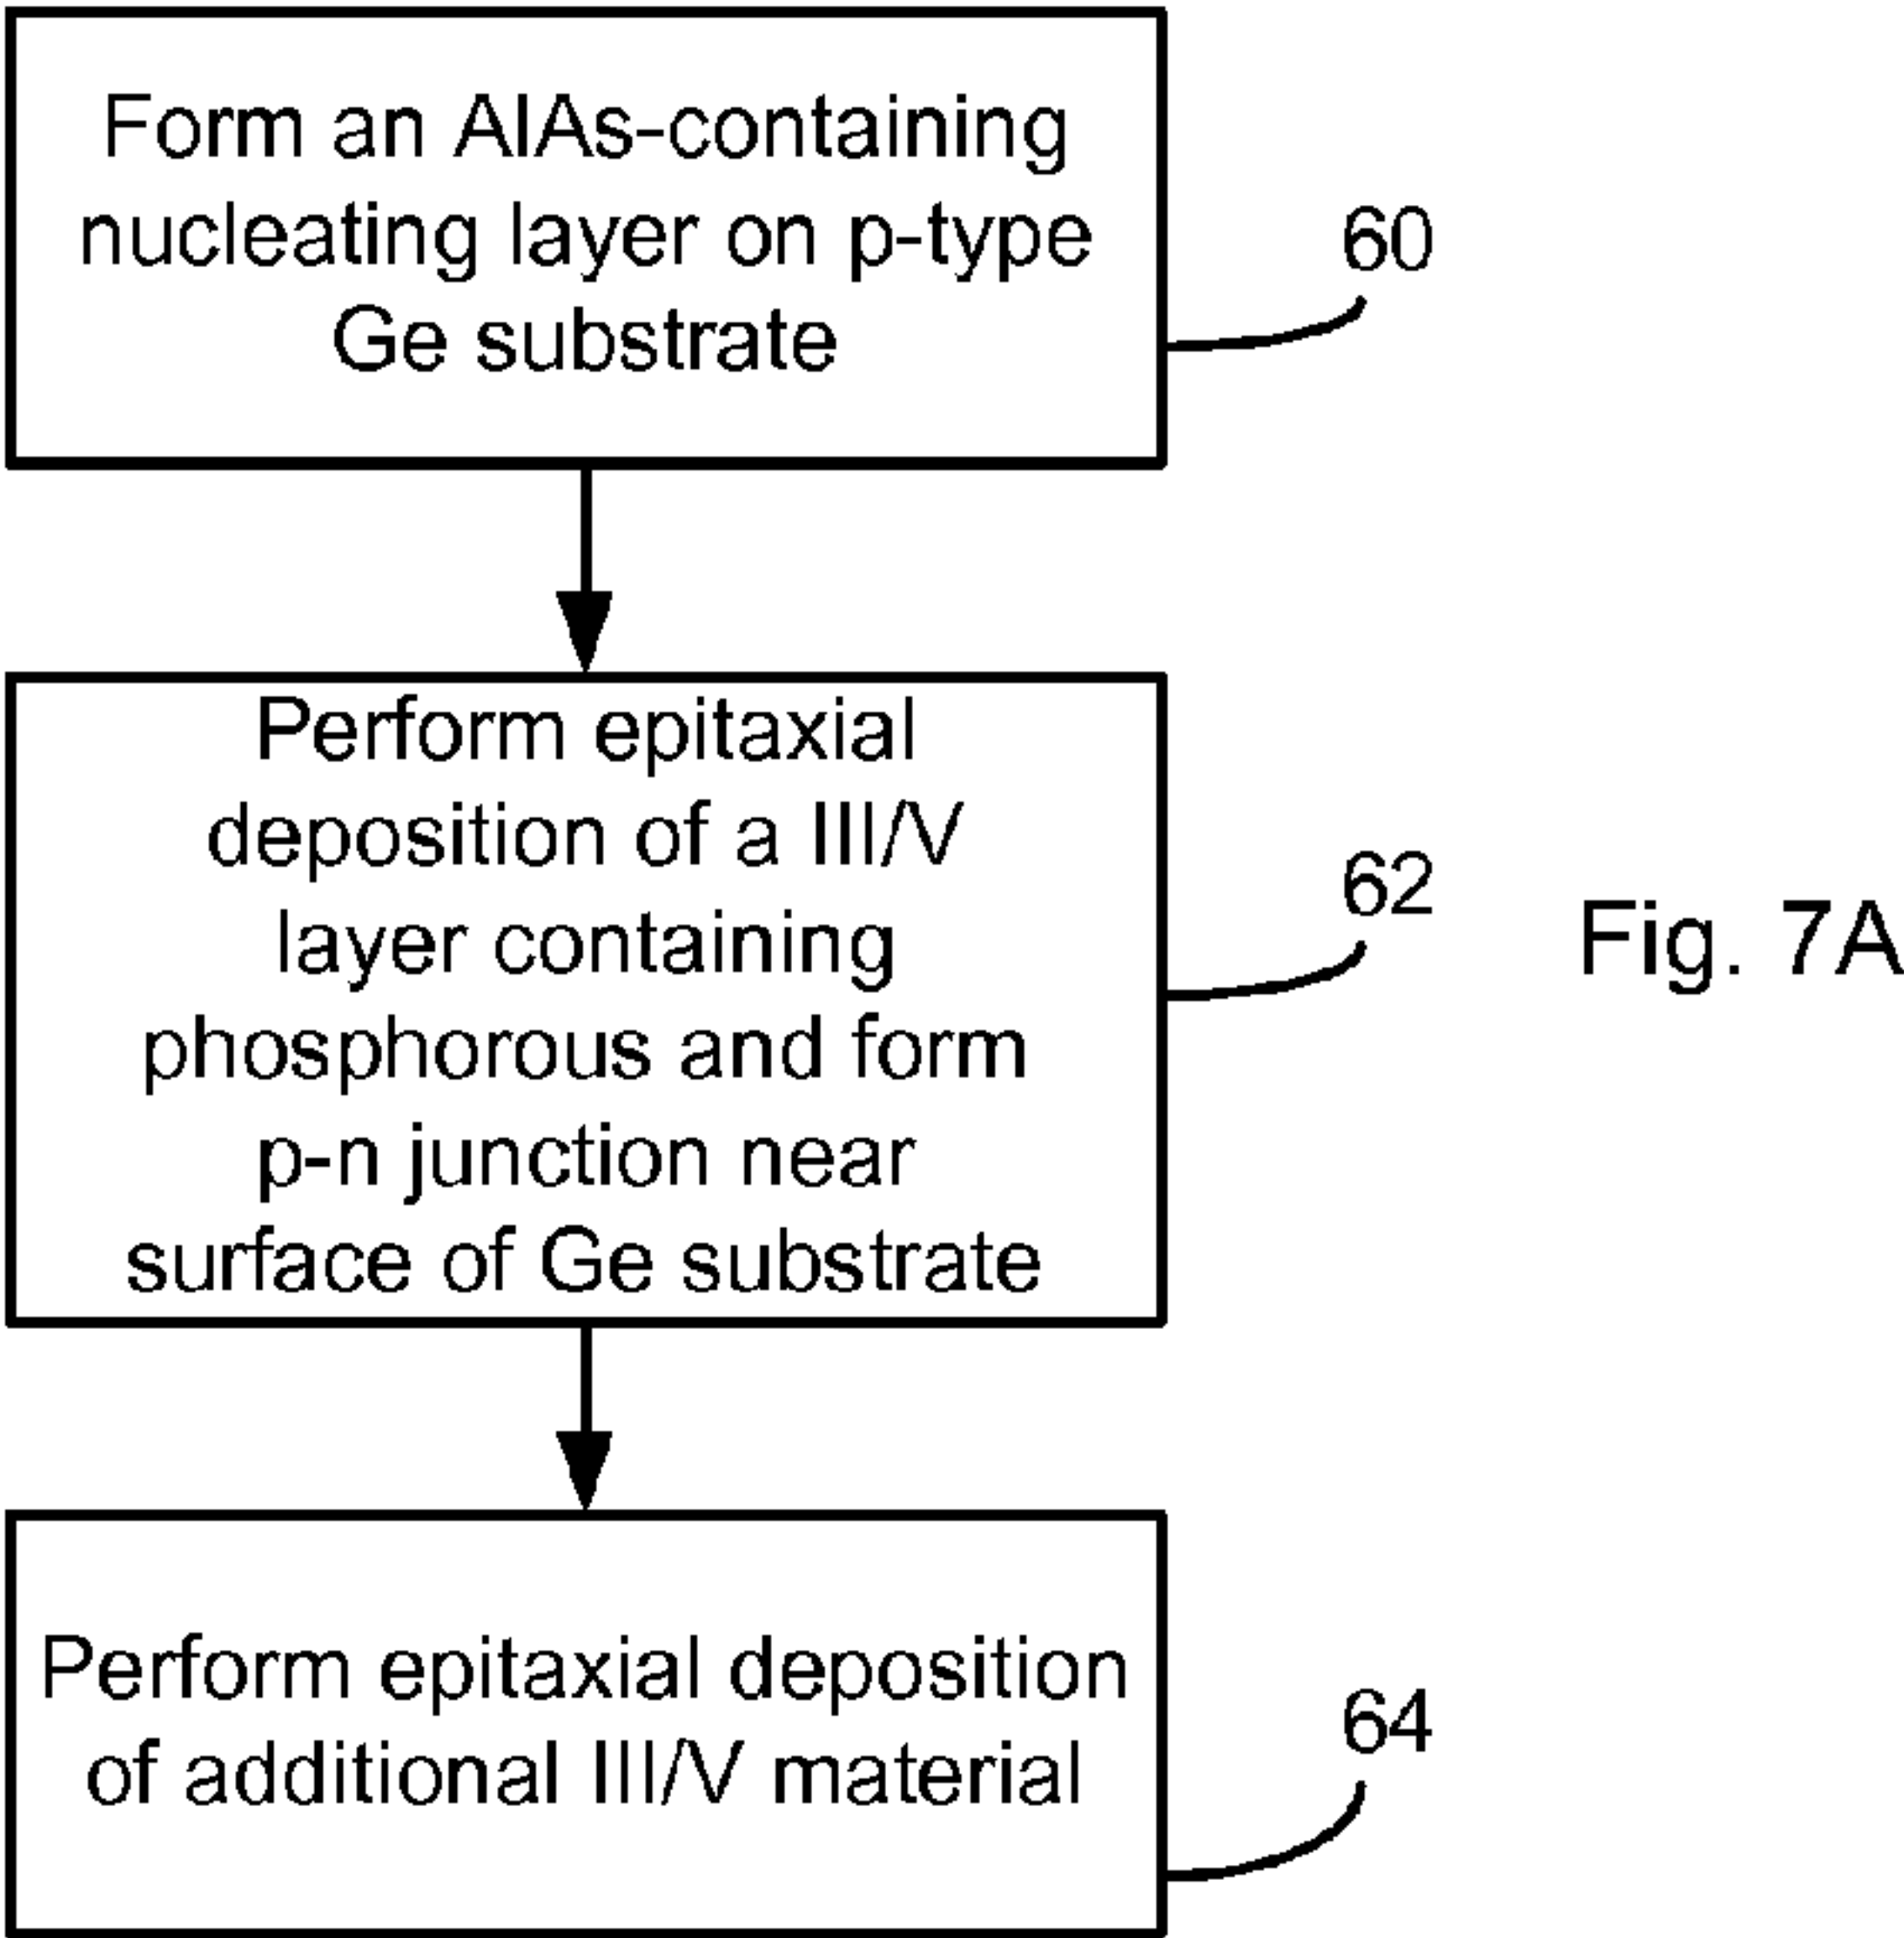 Form an AlAs-containing
nucleating layer on p-type
Ge substrate
60
Perform epitaxial
deposition of a III/V
layer containing
phosphorous and form
p-n junction near
surface of Ge substrate
62
Fig. 7A
Perform epitaxial deposition
of additional III/V material
64